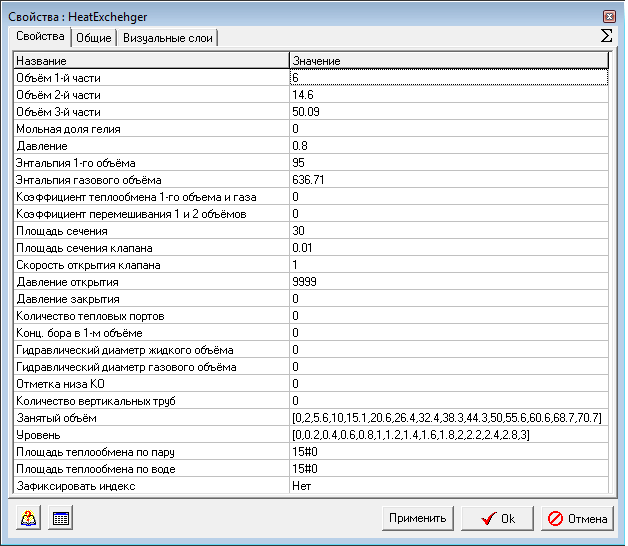 Свойства : HeatExchehger
Свойства Общие Визуальные слои Σ
Название Значение
Объём 1-й части 6
Объём 2-й части 14.6
Объём 3-й части 50.09
Мольная доля гелия 0
Давление 0.8
Энтальпия 1-го объёма 95
Энтальпия газового объёма 636.71
Коэффициент теплообмена 1-го объема и газа 0
Коэффициент перемешивания 1 и 2 объёмов 0
Площадь сечения 30
Площадь сечения клапана 0.01
Скорость открытия клапана 1
Давление открытия 9999
Давление закрытия 0
Количество тепловых портов 0
Конц. бора в 1-м объёме 0
Гидравлический диаметр жидкого объёма 0
Гидравлический диаметр газового объёма 0
Отметка низа КО 0
Количество вертикальных труб 0
Занятый объём [0,2,5.6,10,15.1,20.6,26.4,32.4,38.3,44.3,50,55.6,60.6,68.7,70.7]
Уровень [0,0.2,0.4,0.6,0.8,1,1.2,1.4,1.6,1.8,2,2.2,2.4,2.8,3]
Площадь теплообмена по пару 15#0
Площадь теплообмена по воде 15#0
Зафиксировать индекс Нет
Применить Ok Отмена